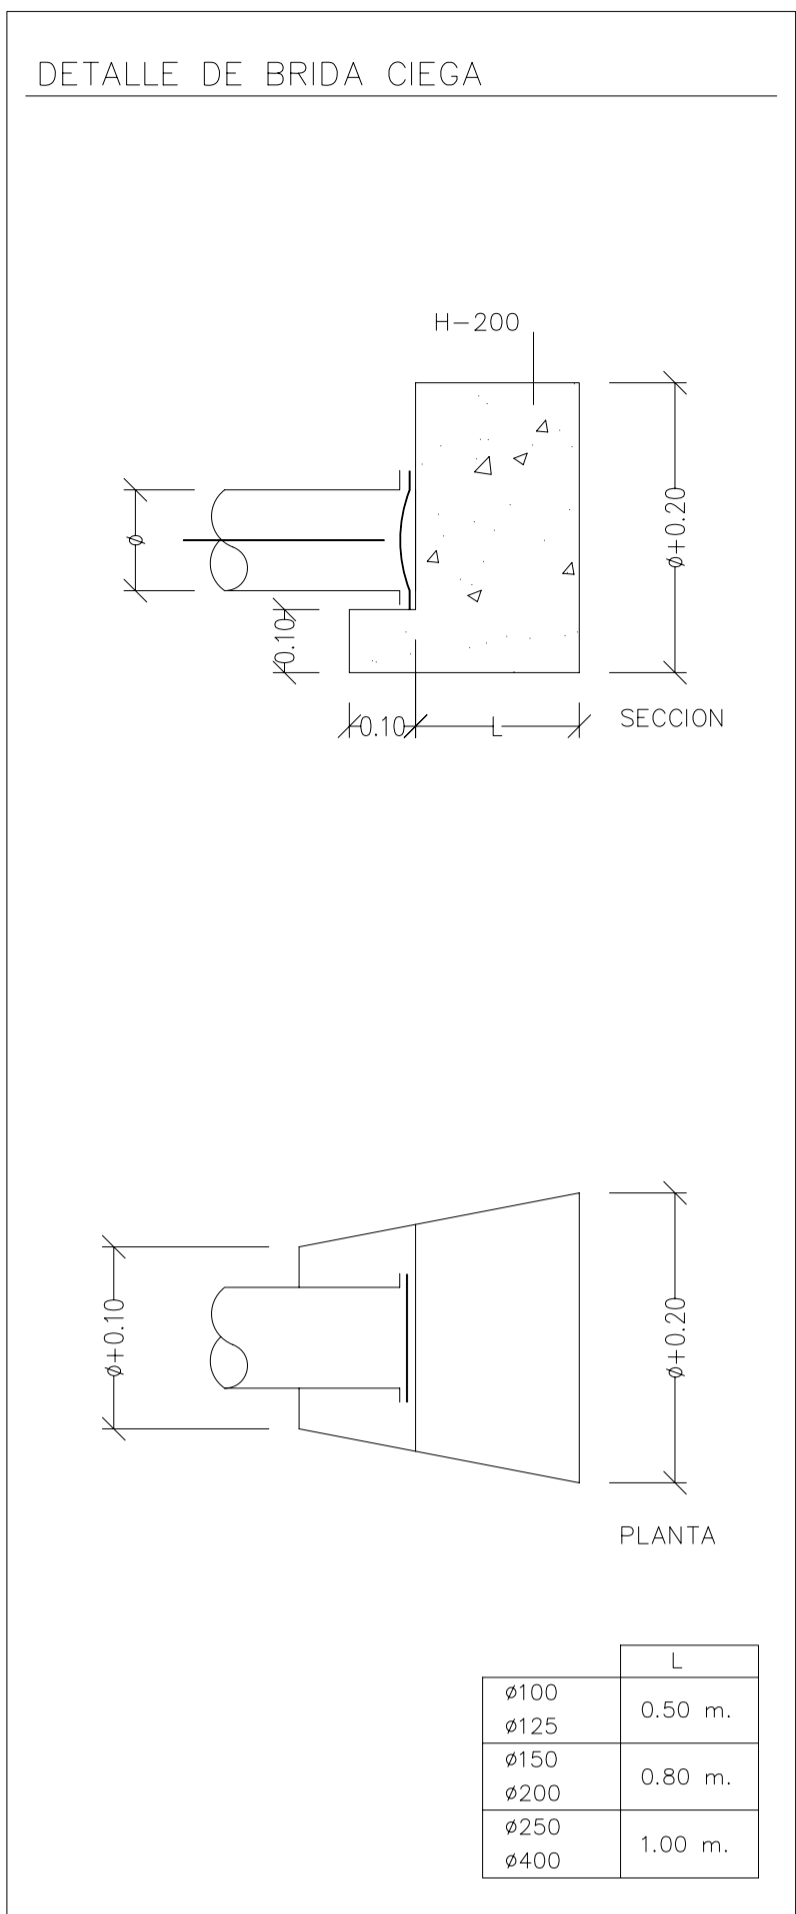 DETALLE DE BRIDA CIEGA
H-200
ø
0.10
ø+0.20
0.10
L
SECCION
ø+0.10
ø+0.20
PLANTA
L
ø100
ø125
0.50 m.
ø150
ø200
0.80 m.
ø250
ø400
1.00 m.